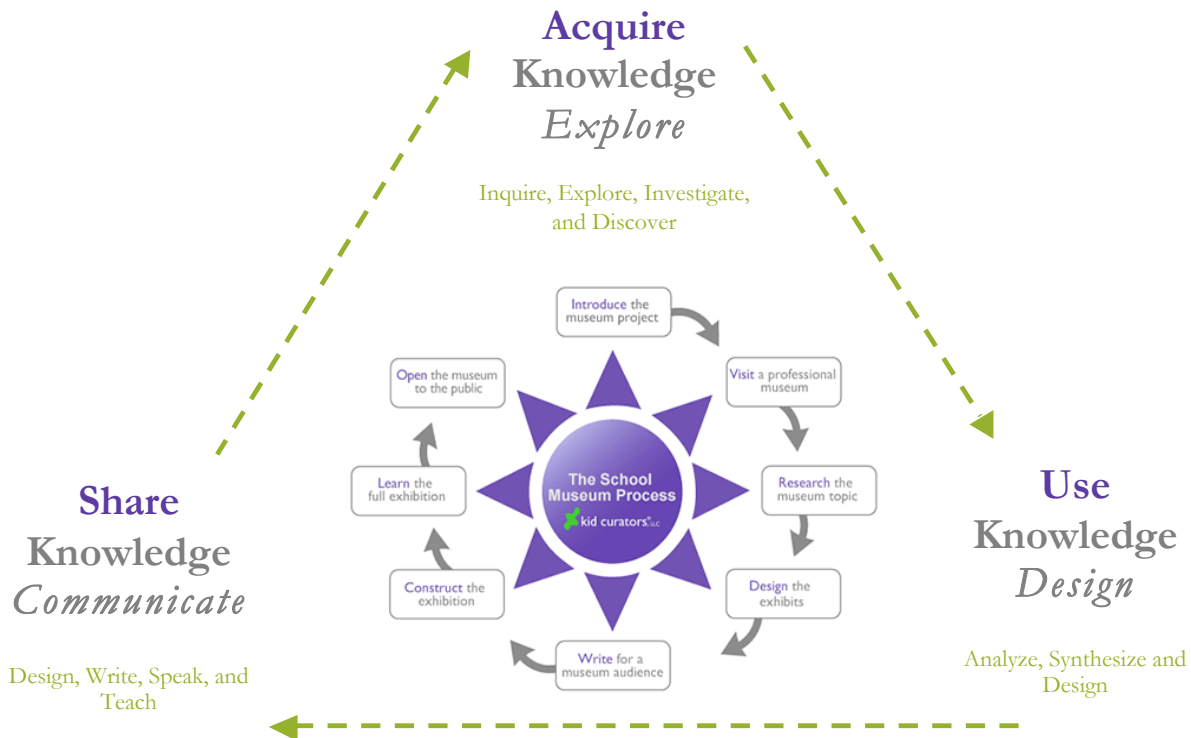 Acquire
Knowledge
Explore
Inquire, Explore, Investigate,
and Discover
Introduce the
museum project
Visit a professional
museum
Research the
museum topic
Design the
exhibits
Write for a
museum audience
Construct the
exhibition
Learn the
full exhibition
Open the museum
to the public
The School
Museum Process
kid curators® LLC
Use
Knowledge
Design
Analyze, Synthesize and
Design
Share
Knowledge
Communicate
Design, Write, Speak, and
Teach